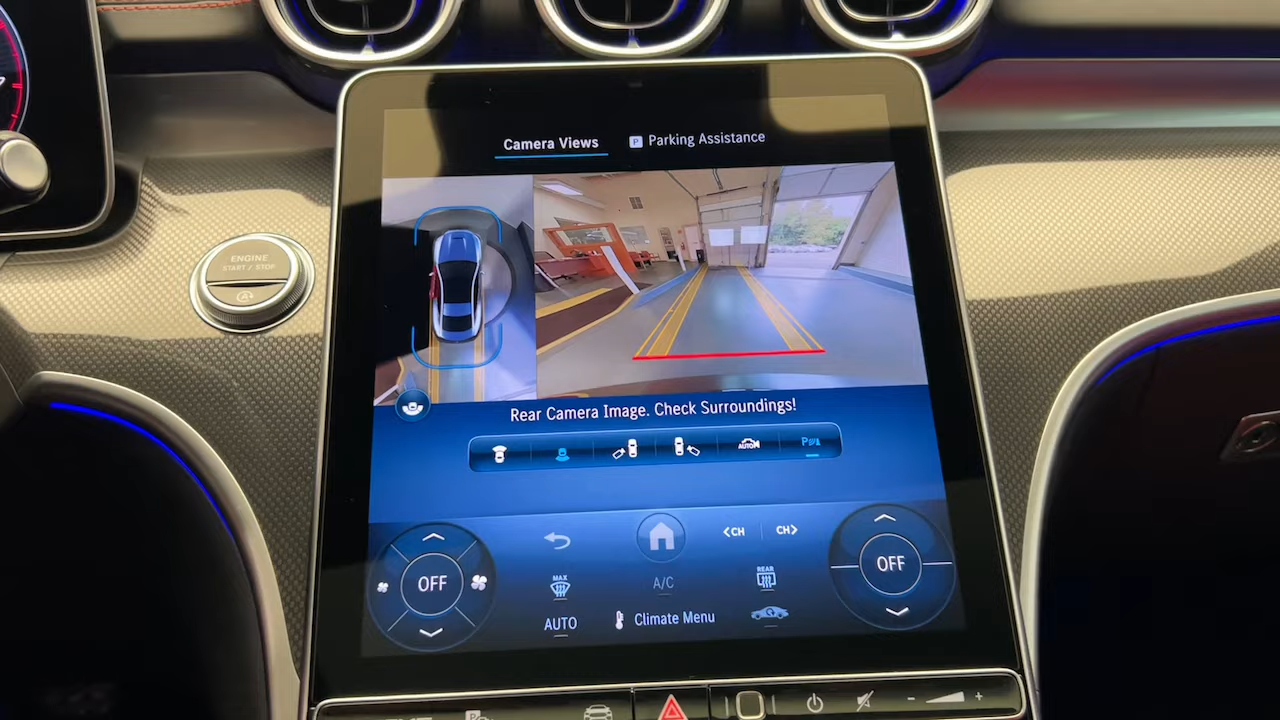 Camera Views
P Parking Assistance
ENGINE
START / STOP
Rear Camera Image. Check Surroundings!
AUTO
P
<CH CH>
OFF
OFF
MAX
A/C
REAR
AUTO
Climate Menu
- +